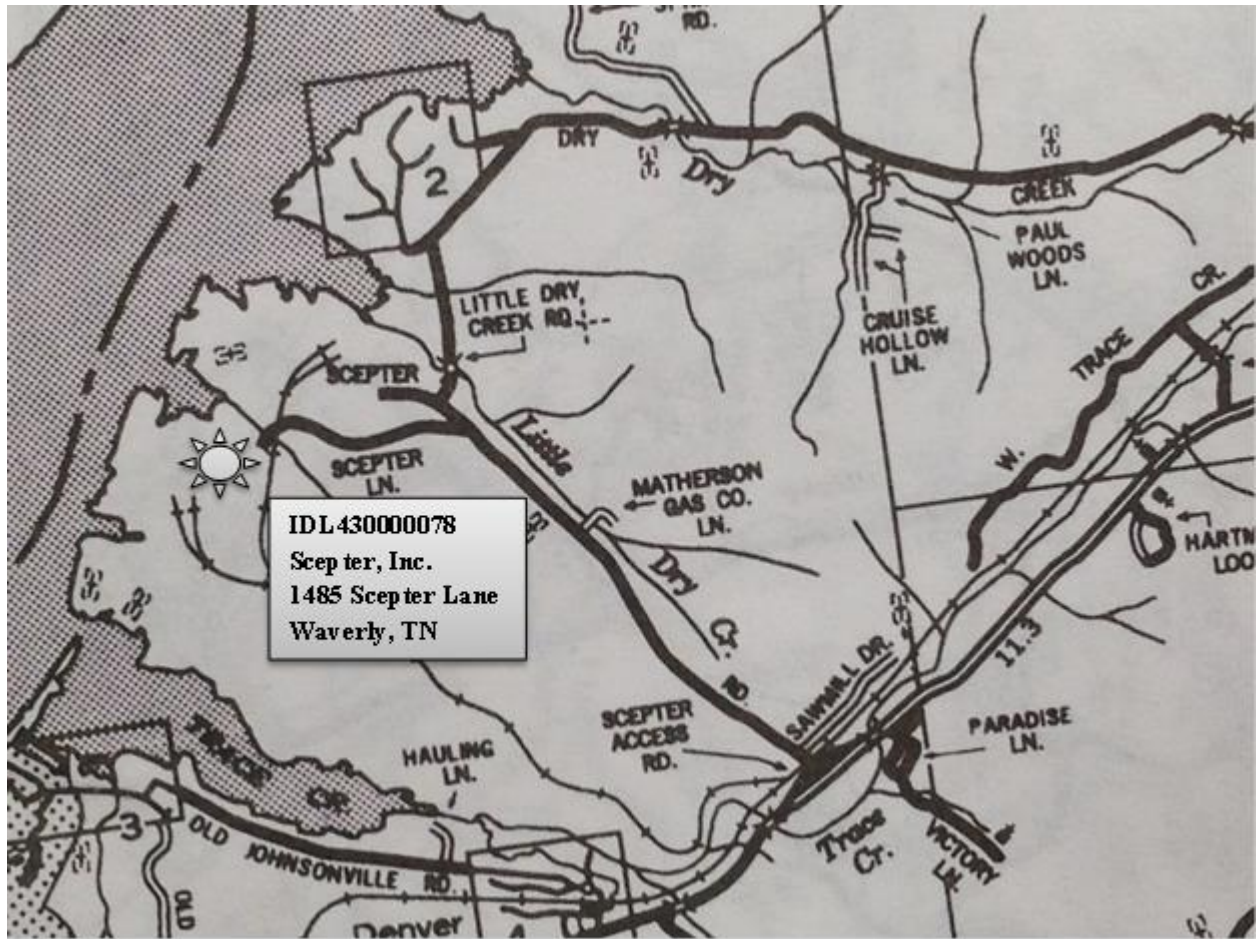 RD.
DRY
Dry
2
CREEK
PAUL
WOODS
LN.
CR.
TRACE
W.
LITTLE DRY
CREEK RD.
CRUISE
HOLLOW
LN.
SCEPTER
SCEPTER
LN.
Little
Dry
Cr.
RD.
MATHERSON
GAS CO.
LN.
IDL430000078
Scepter, Inc.
1485 Scepter Lane
Waverly, TN
11.3
SAWMILL DR.
SCEPTER
ACCESS
RD.
PARADISE
LN.
HAULING
LN.
TRACE
CR.
3
OLD JOHNSONVILLE RD.
OLD
Trace
Cr.
VICTORY
LN.
Denver
4